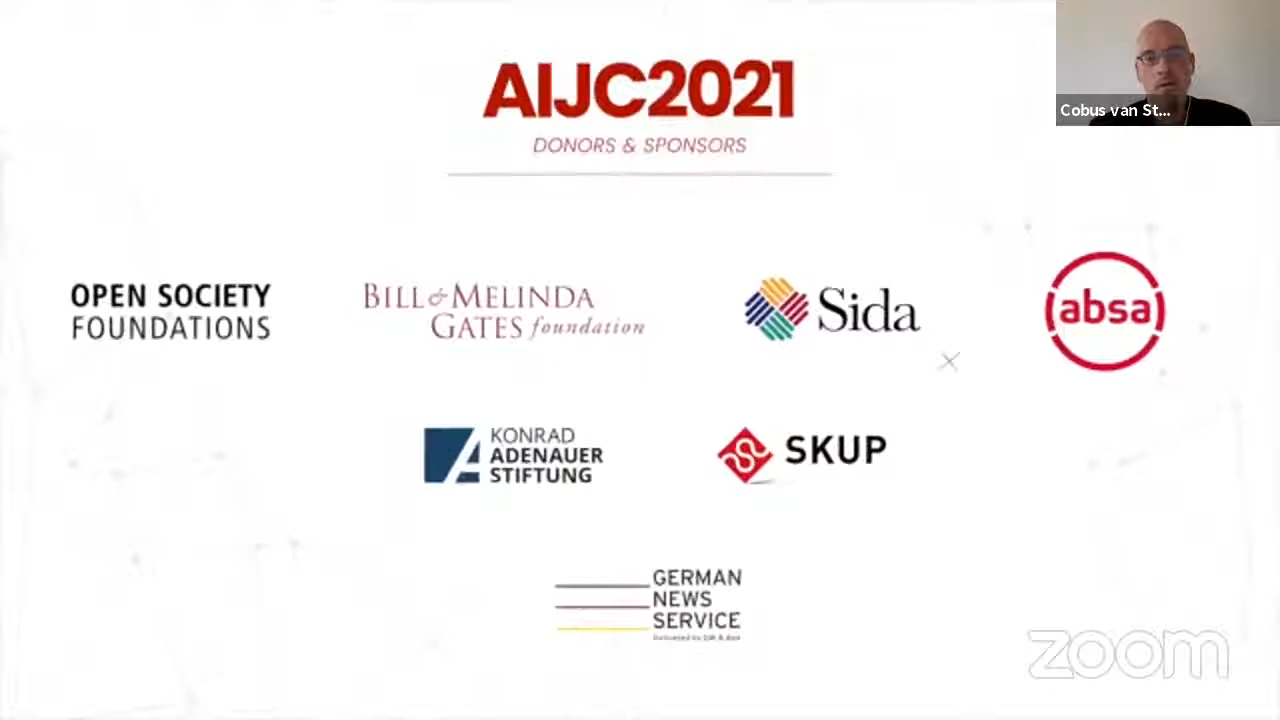 AIJC2021
DONORS & SPONSORS
Cobus van St...
OPEN SOCIETY
FOUNDATIONS
BILL & MELINDA
GATES foundation
Sida
absa
KONRAD
ADENAUER
STIFTUNG
SKUP
GERMAN
NEWS
SERVICE
zoom